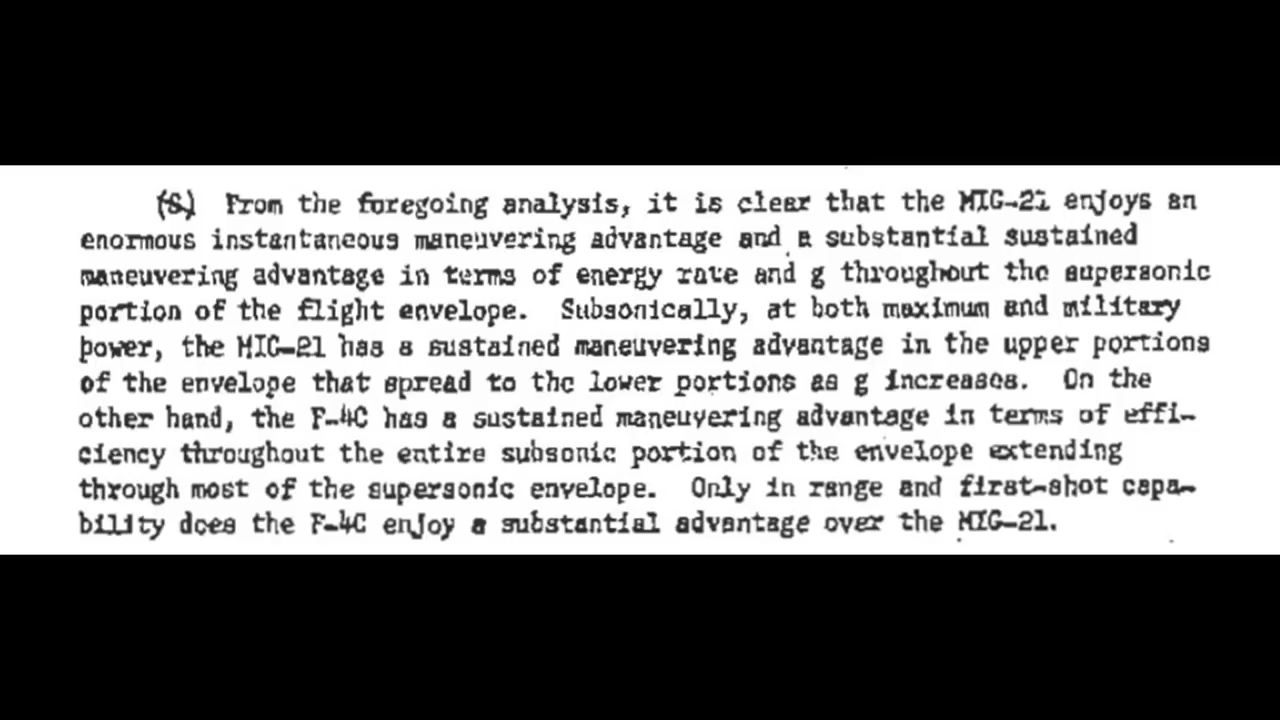 (S) From the foregoing analysis, it is clear that the MIG-21 enjoys an
enormous instantaneous maneuvering advantage and a substantial sustained
maneuvering advantage in terms of energy rate and g throughout the supersonic
portion of the flight envelope. Subsonically, at both maximum and military
power, the MIG-21 has a sustained maneuvering advantage in the upper portions
of the envelope that spread to the lower portions as g increases. On the
other hand, the F-4C has a sustained maneuvering advantage in terms of effi-
ciency throughout the entire subsonic portion of the envelope extending
through most of the supersonic envelope. Only in range and first-shot capa-
bility does the F-4C enjoy a substantial advantage over the MIG-21.